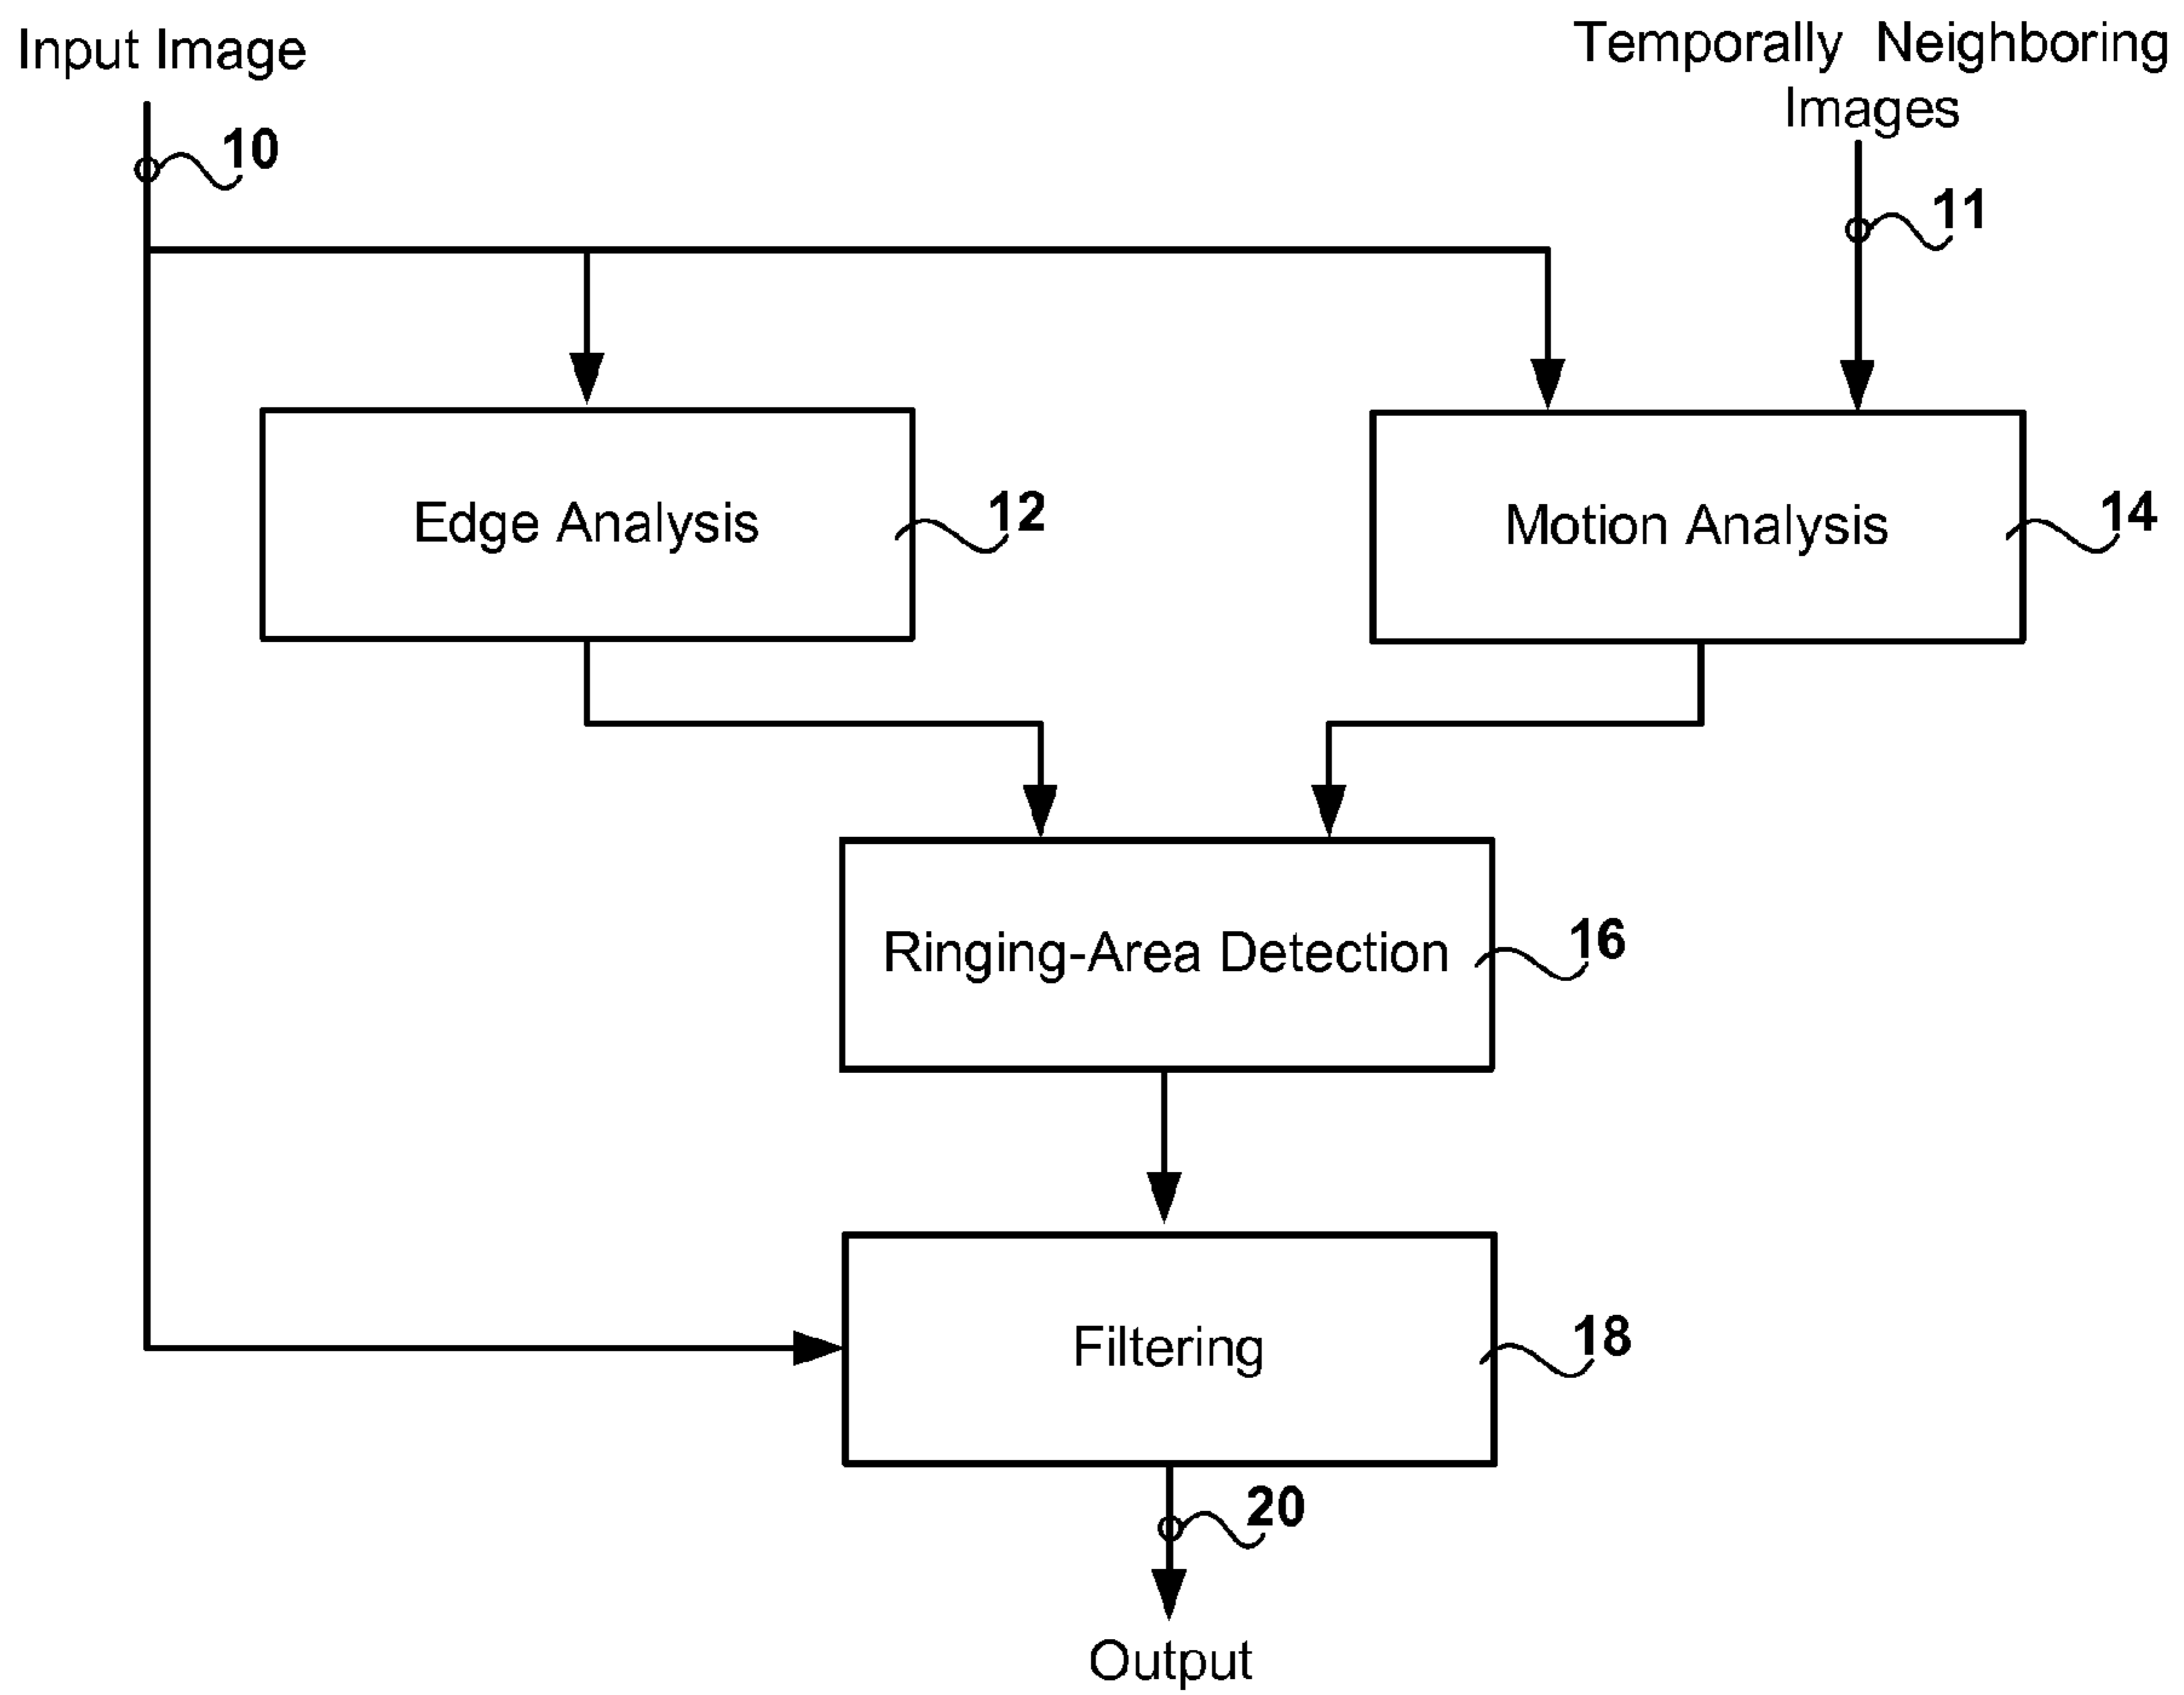 Input Image
Temporally Neighboring
Images
10
11
Edge Analysis
12
Motion Analysis
14
Ringing-Area Detection
16
Filtering
18
20
Output